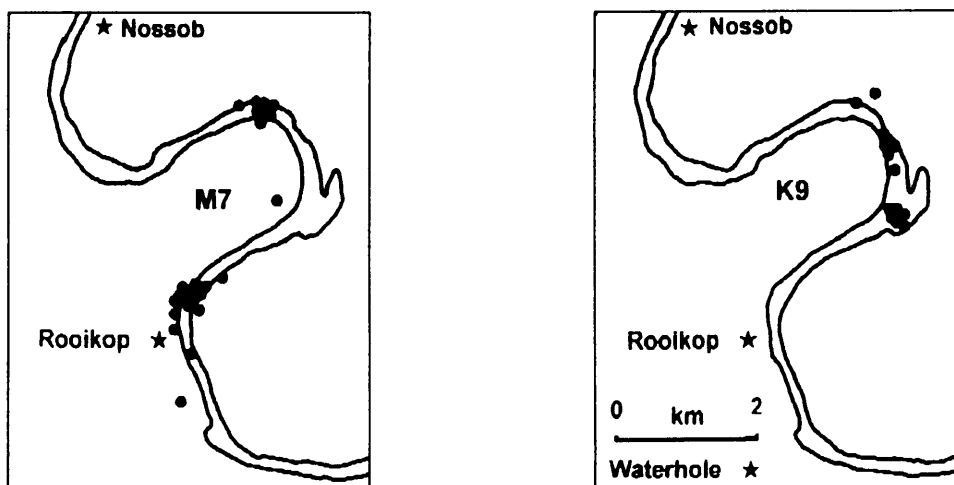 Nossob
M7
Rooikop
Nossob
K9
Rooikop
0 km 2
Waterhole